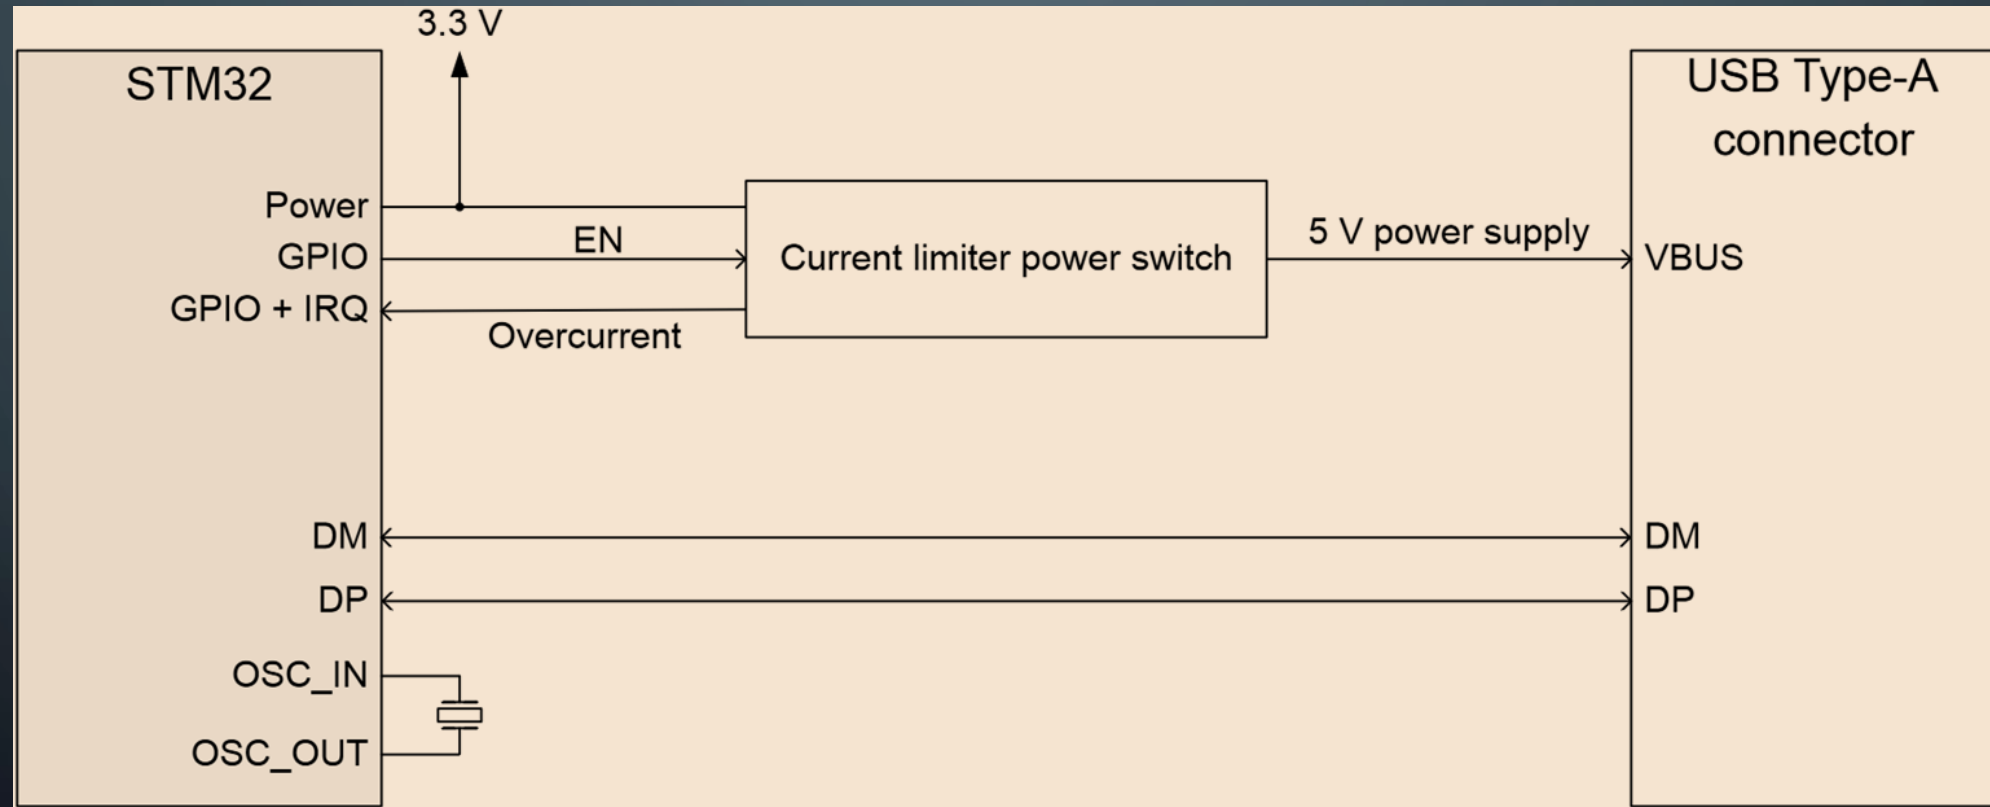 3.3 V
STM32
USB Type-A
connector
Power
GPIO
EN
GPIO + IRQ
Overcurrent
Current limiter power switch
5 V power supply
VBUS
DM
DM
DP
DP
OSC_IN
OSC_OUT